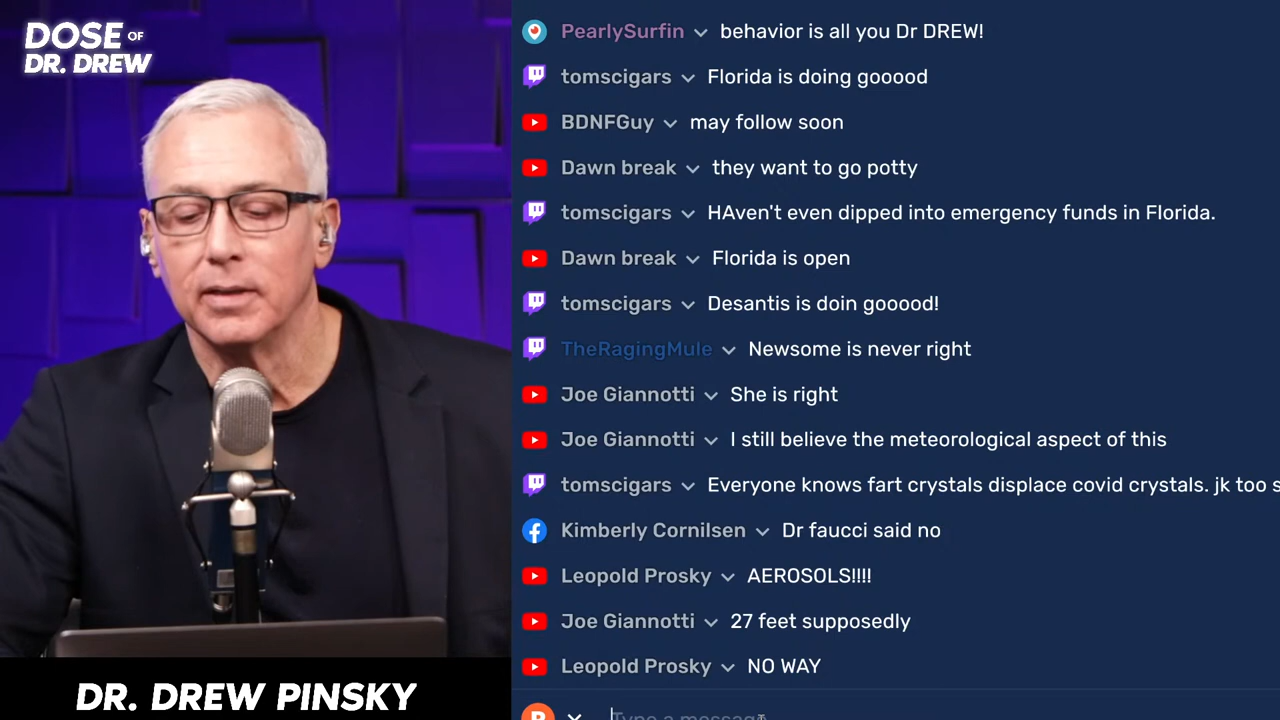 DOSE OF
DR. DREW
PearlySurfin behavior is all you Dr DREW!
tomscigars Florida is doing gooood
BDNFGuy may follow soon
Dawn break they want to go potty
tomscigars HAven't even dipped into emergency funds in Florida.
Dawn break Florida is open
tomscigars Desantis is doin gooood!
TheRagingMule Newsome is never right
Joe Giannotti She is right
Joe Giannotti I still believe the meteorological aspect of this
tomscigars Everyone knows fart crystals displace covid crystals. jk too s
Kimberly Cornilsen Dr faucci said no
Leopold Prosky AEROSOLS!!!!
Joe Giannotti 27 feet supposedly
Leopold Prosky NO WAY
Type a messag
DR. DREW PINSKY